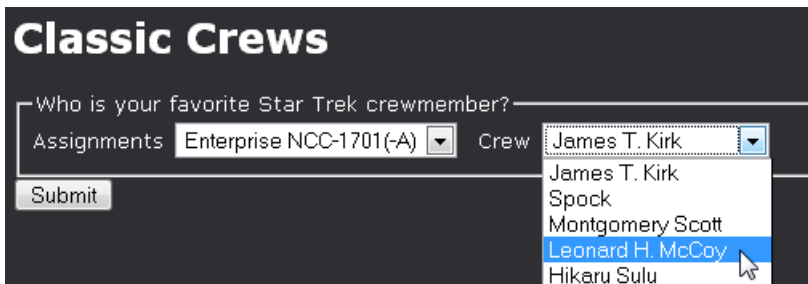 Classic Crews
Who is your favorite Star Trek crewmember?
Assignments Enterprise NCC-1701(-A) Crew James T. Kirk
James T. Kirk
Submit
Spock
Montgomery Scott
Leonard H. McCoy
Hikaru Sulu